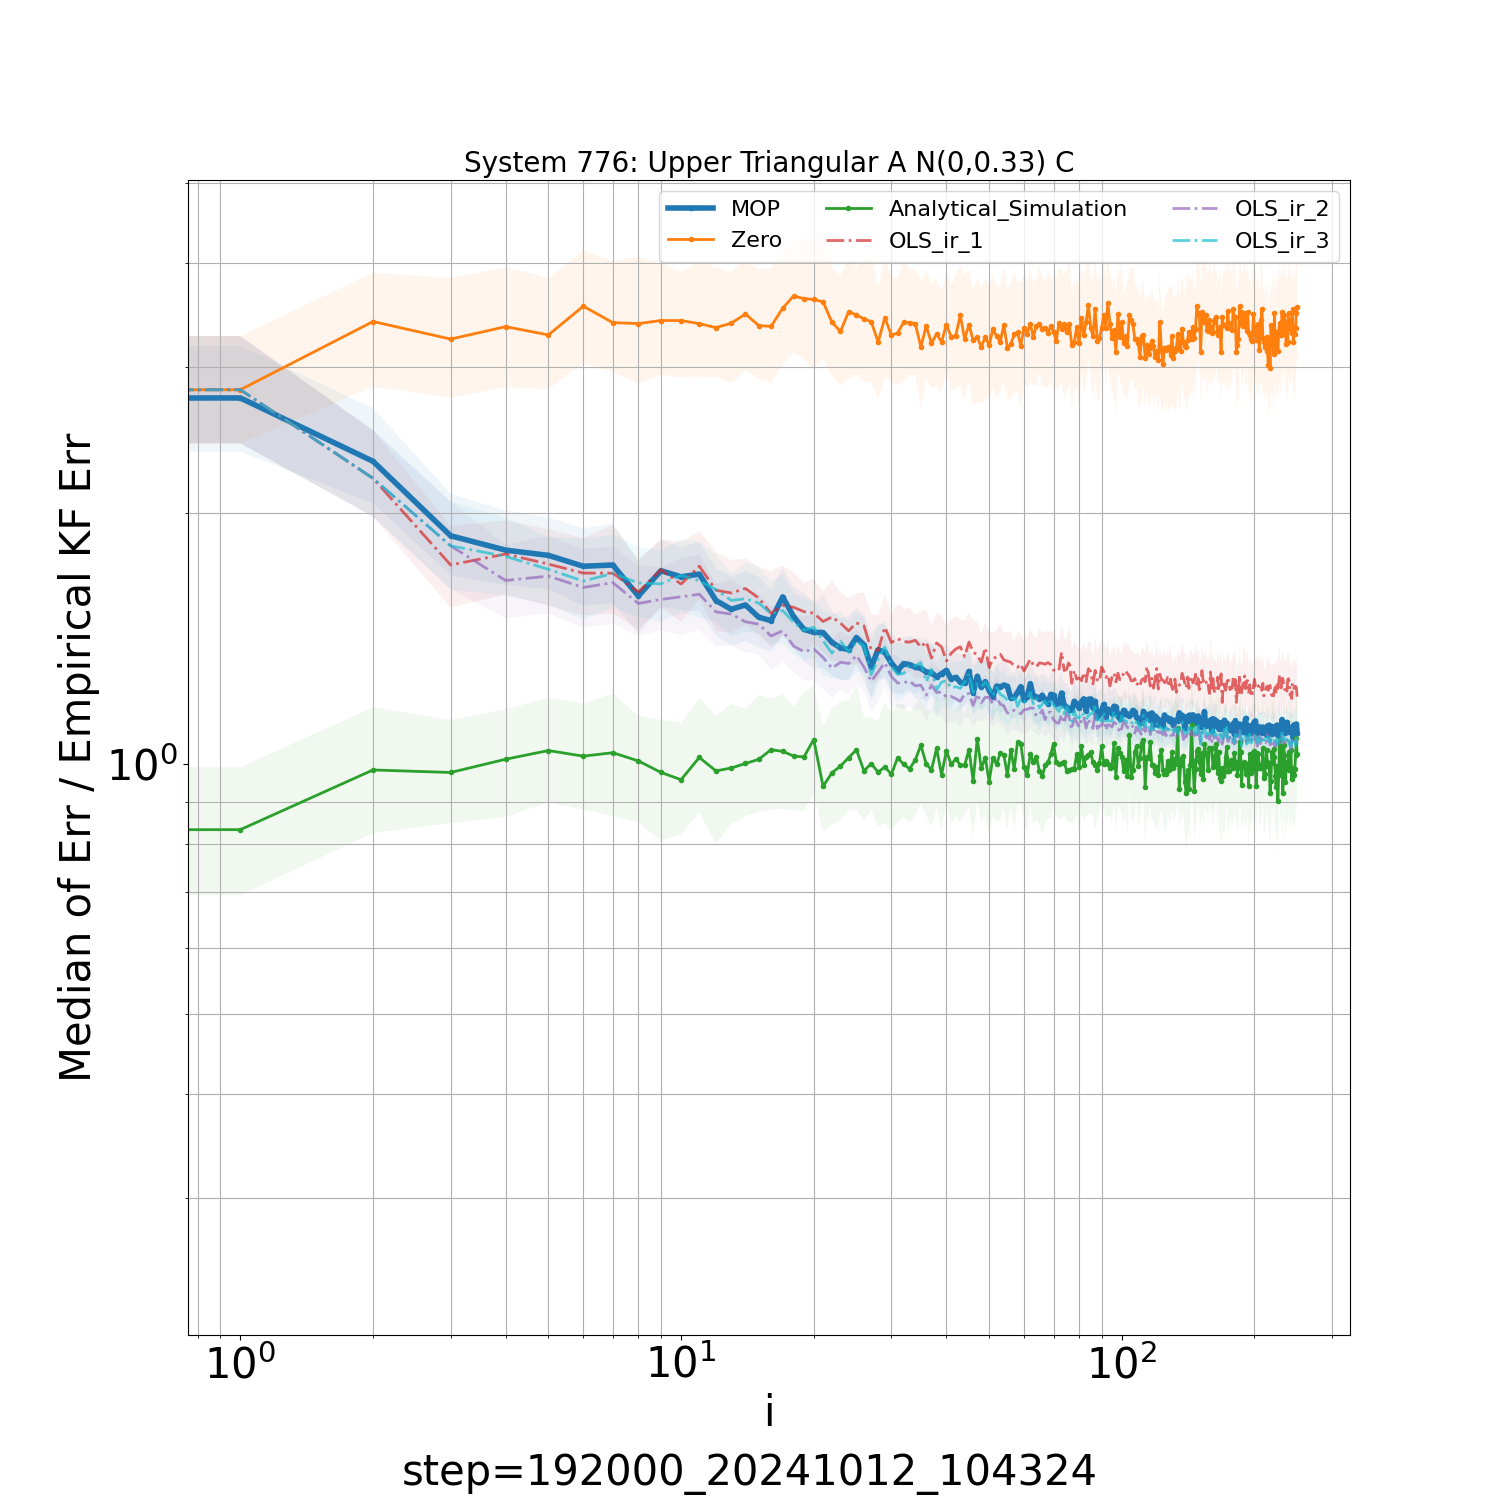 System 776: Upper Triangular A N(0,0.33) C
MOP
Zero
Analytical_Simulation
OLS_ir_1
OLS_ir_2
OLS_ir_3
Median of Err / Empirical KF Err
10⁰
10⁰ 10¹ 10²
i
step=192000_20241012_104324